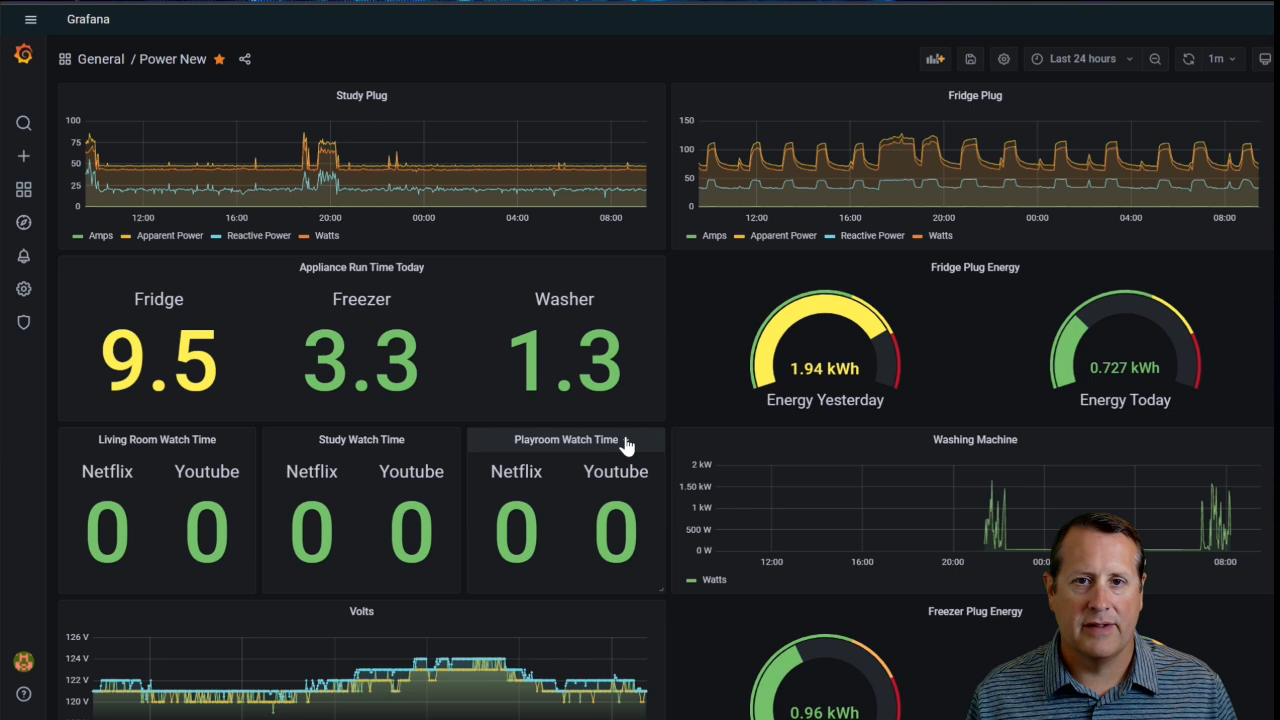 Grafana
General / Power New
Last 24 hours
1m
Study Plug
100
75
50
25
0
12:00 16:00 20:00 00:00 04:00 08:00
Amps Apparent Power Reactive Power Watts
Fridge Plug
150
100
50
0
12:00 16:00 20:00 00:00 04:00 08:00
Amps Apparent Power Reactive Power Watts
Appliance Run Time Today
Fridge Freezer Washer
9.5 3.3 1.3
Fridge Plug Energy
1.94 kWh 0.727 kWh
Energy Yesterday Energy Today
Living Room Watch Time
Netflix Youtube
0 0
Study Watch Time
Netflix Youtube
0 0
Playroom Watch Time
Netflix Youtube
0 0
Washing Machine
2 kW
1.50 kW
1 kW
500 W
0 W
12:00 16:00 20:00 08:00
Watts
Volts
126 V
124 V
122 V
120 V
Freezer Plug Energy
0.96 kWh